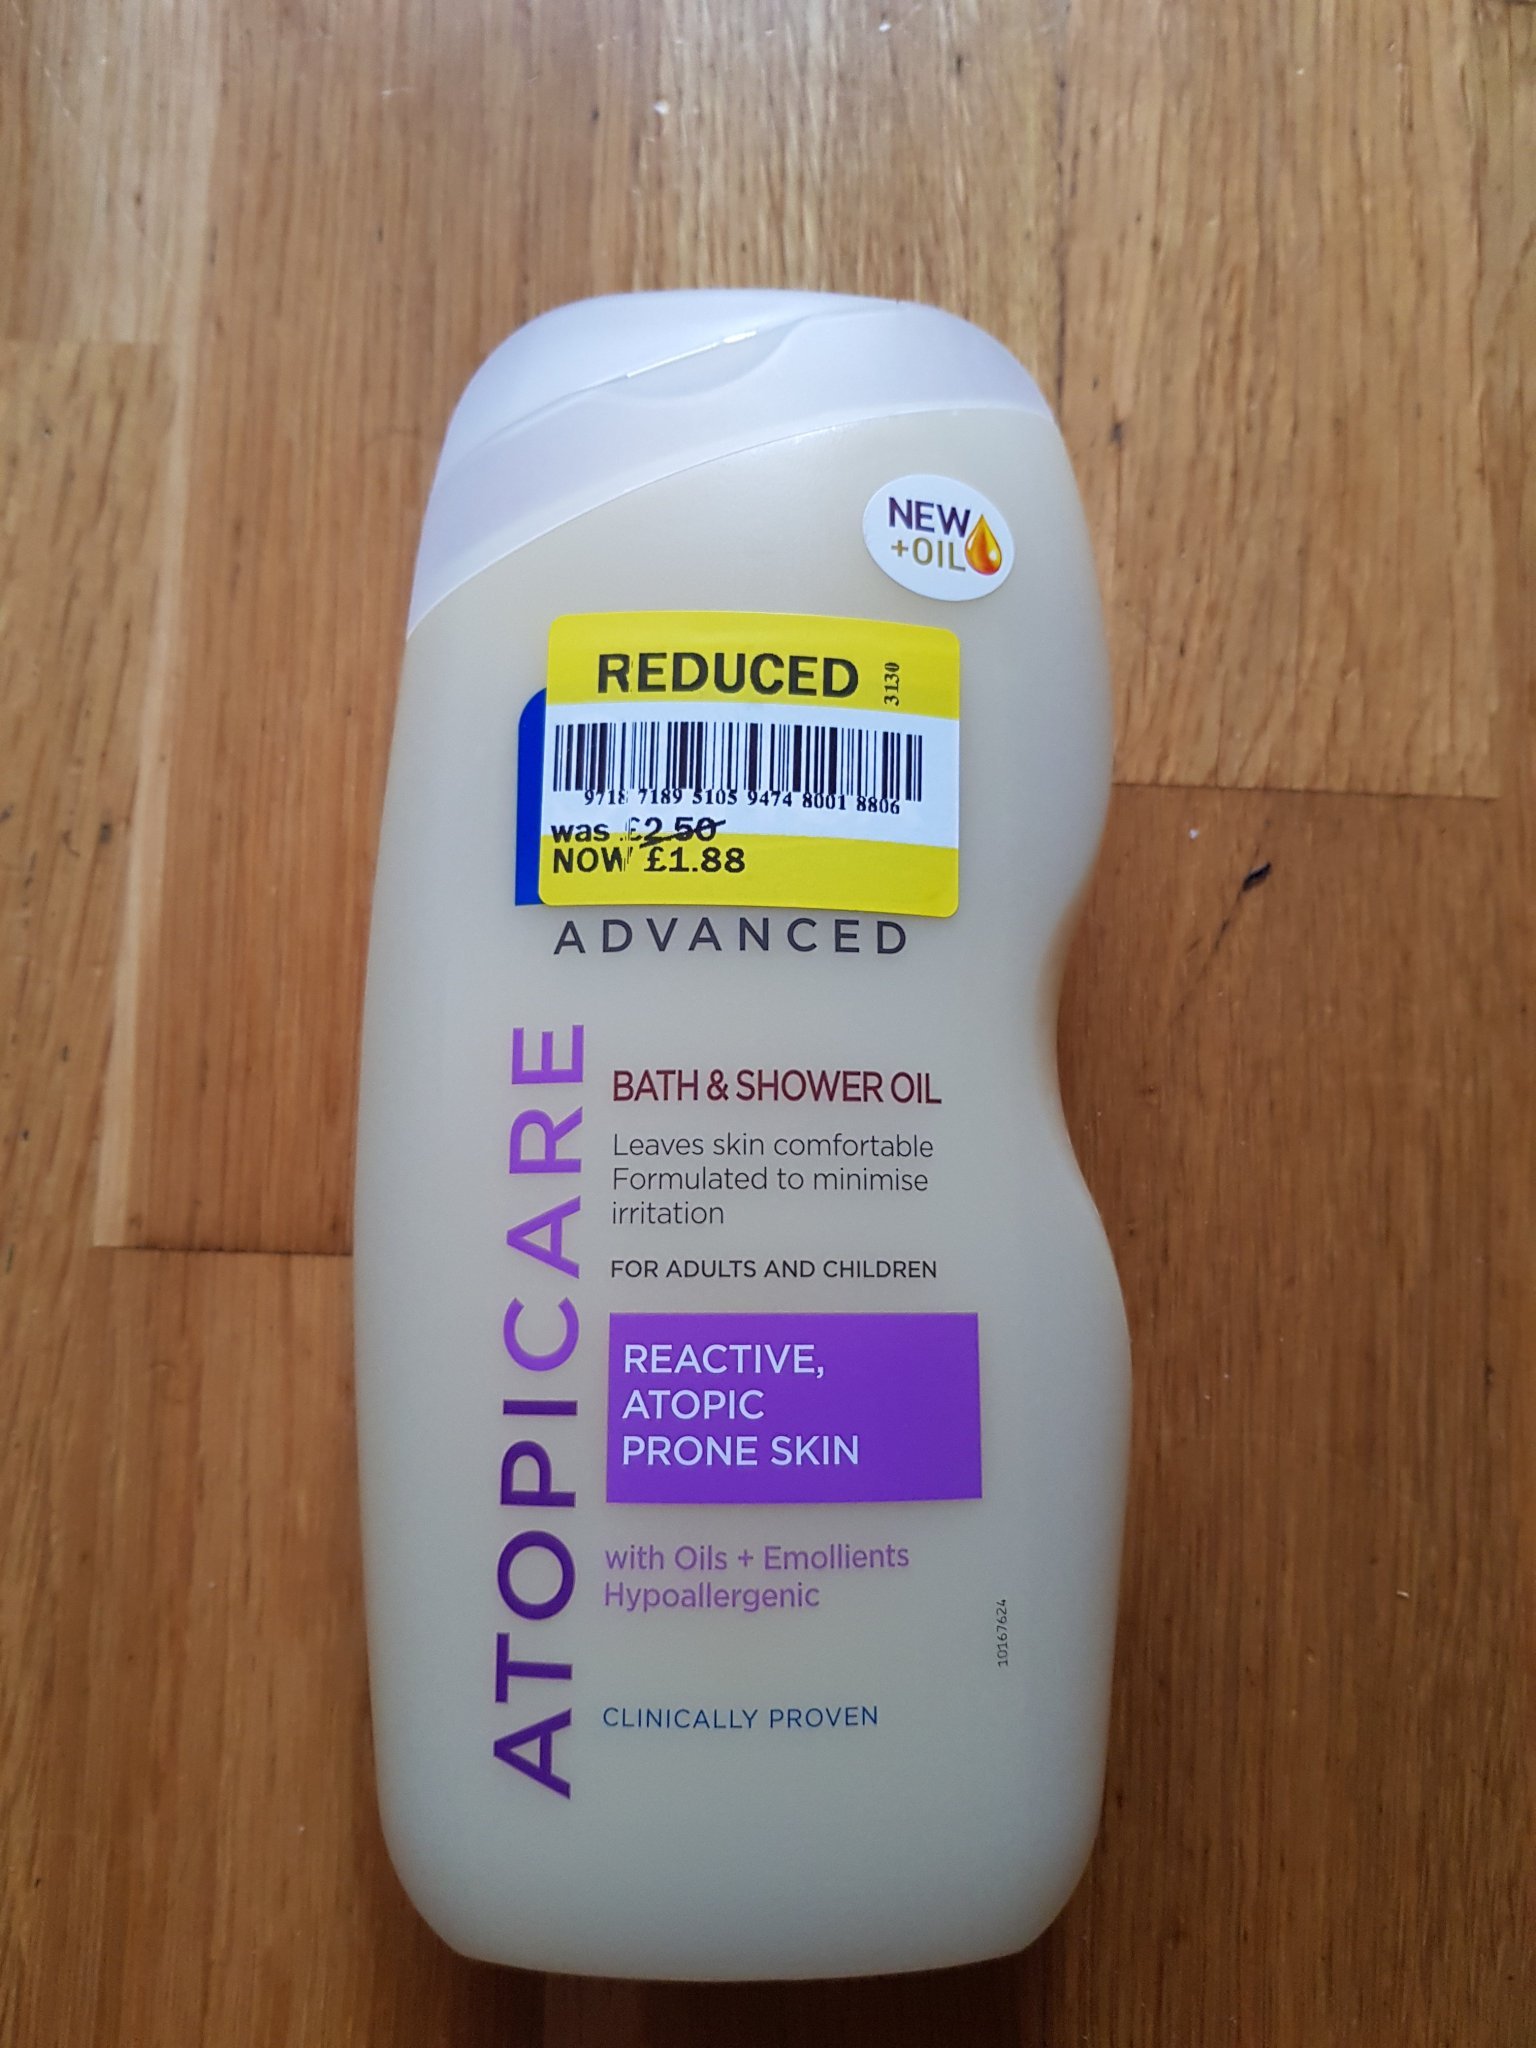 NEW
+OIL
REDUCED
3130
9718 7189 5105 9474 8001 8806
was £2.50
NOW £1.88
ADVANCED
ATOPICARE
BATH & SHOWER OIL
Leaves skin comfortable
Formulated to minimise
irritation
FOR ADULTS AND CHILDREN
REACTIVE,
ATOPIC
PRONE SKIN
with Oils + Emollients
Hypoallergenic
10167624
CLINICALLY PROVEN